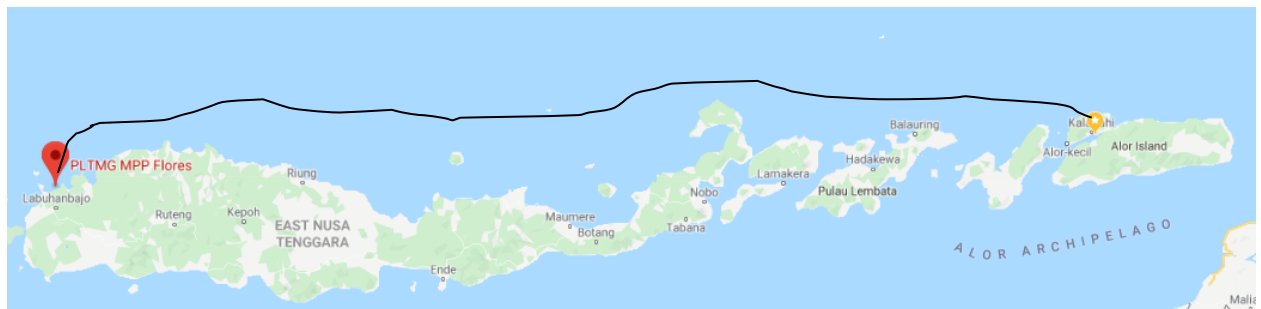 Kalabahi
Balauring
Alor-kecil
Alor Island
PLTMG MPP Flores
Riung
Hadakewa
Lamakera
Labuhanbajo
Nobo
Pulau Lembata
Ruteng
Kepoh
Maumere
Tabana
EAST NUSA
TENGGARA
Botang
ALOR ARCHIPELAGO
Ende